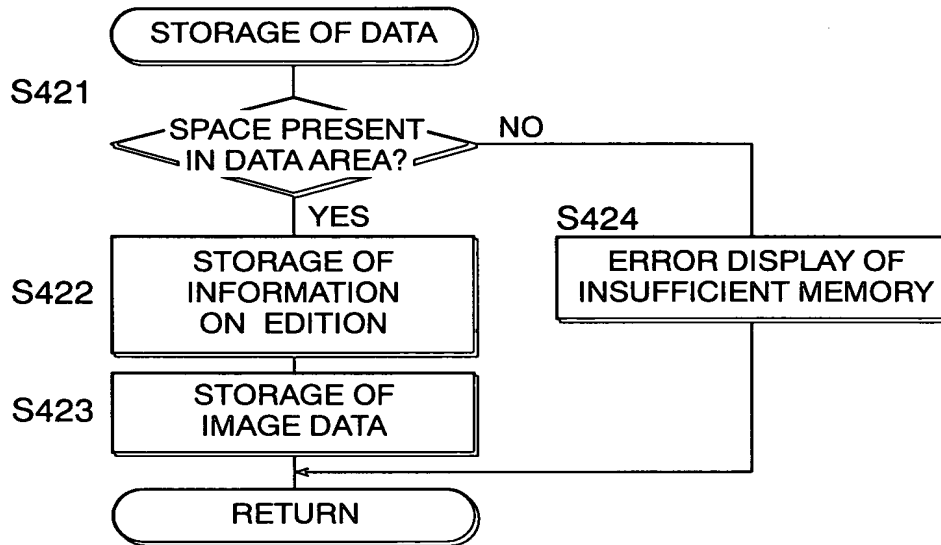 STORAGE OF DATA
S421
SPACE PRESENT
IN DATA AREA?
NO
YES
S422
STORAGE OF
INFORMATION
ON EDITION
S424
ERROR DISPLAY OF
INSUFFICIENT MEMORY
S423
STORAGE OF
IMAGE DATA
RETURN